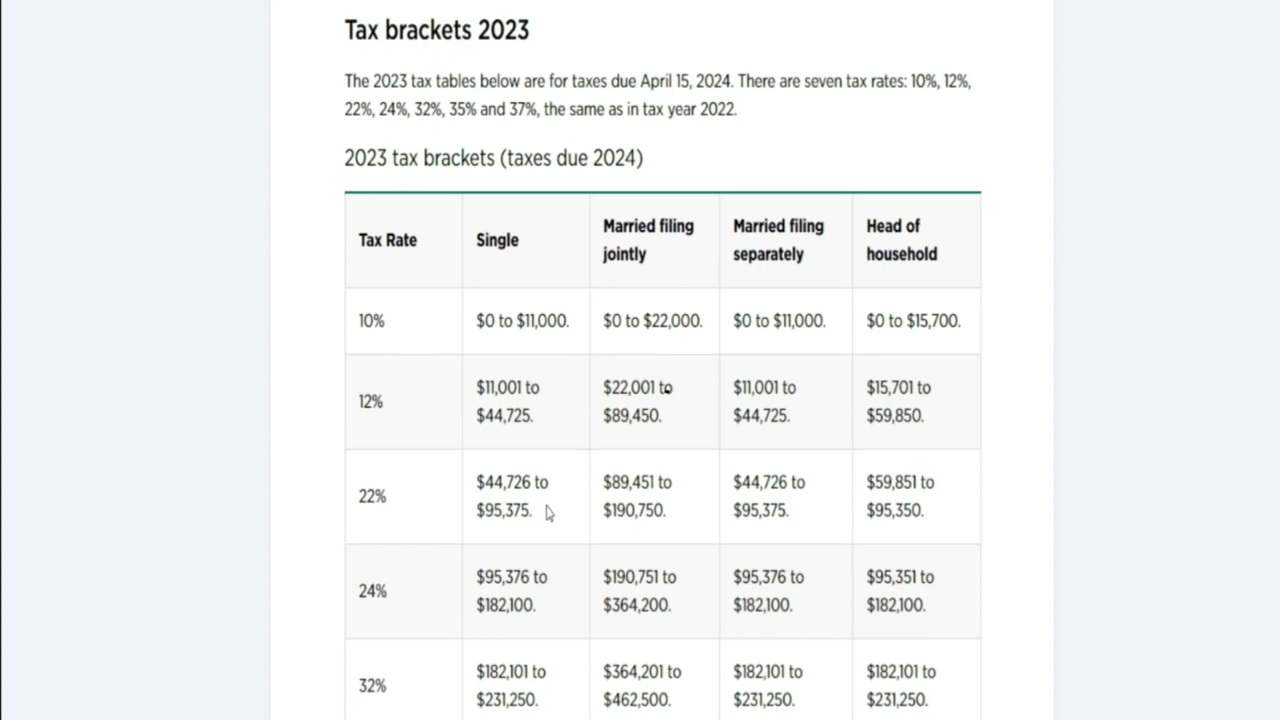 Tax brackets 2023
The 2023 tax tables below are for taxes due April 15, 2024. There are seven tax rates: 10%, 12%,
22%, 24%, 32%, 35% and 37%, the same as in tax year 2022.
2023 tax brackets (taxes due 2024)
Tax Rate Single Married filing jointly Married filing separately Head of household
10% $0 to $11,000. $0 to $22,000. $0 to $11,000. $0 to $15,700.
12% $11,001 to $44,725. $22,001 to $89,450. $11,001 to $44,725. $15,701 to $59,850.
22% $44,726 to $95,375. $89,451 to $190,750. $44,726 to $95,375. $59,851 to $95,350.
24% $95,376 to $182,100. $190,751 to $364,200. $95,376 to $182,100. $95,351 to $182,100.
32% $182,101 to $231,250. $364,201 to $462,500. $182,101 to $231,250. $182,101 to $231,250.